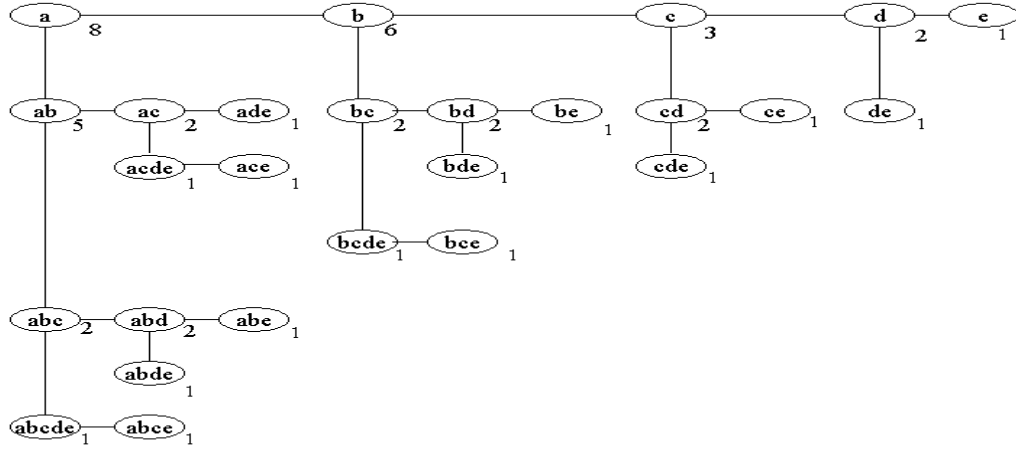 a b c d e
8 6 3 2 1
ab ac ade bc bd be cd ce de
5 2 1 2 2 1 2 1 1
acde ace bde cde
1 1 1 1
bcde bce
1 1
abc abd abe
2 2 1
abde
1
abcde abce
1 1